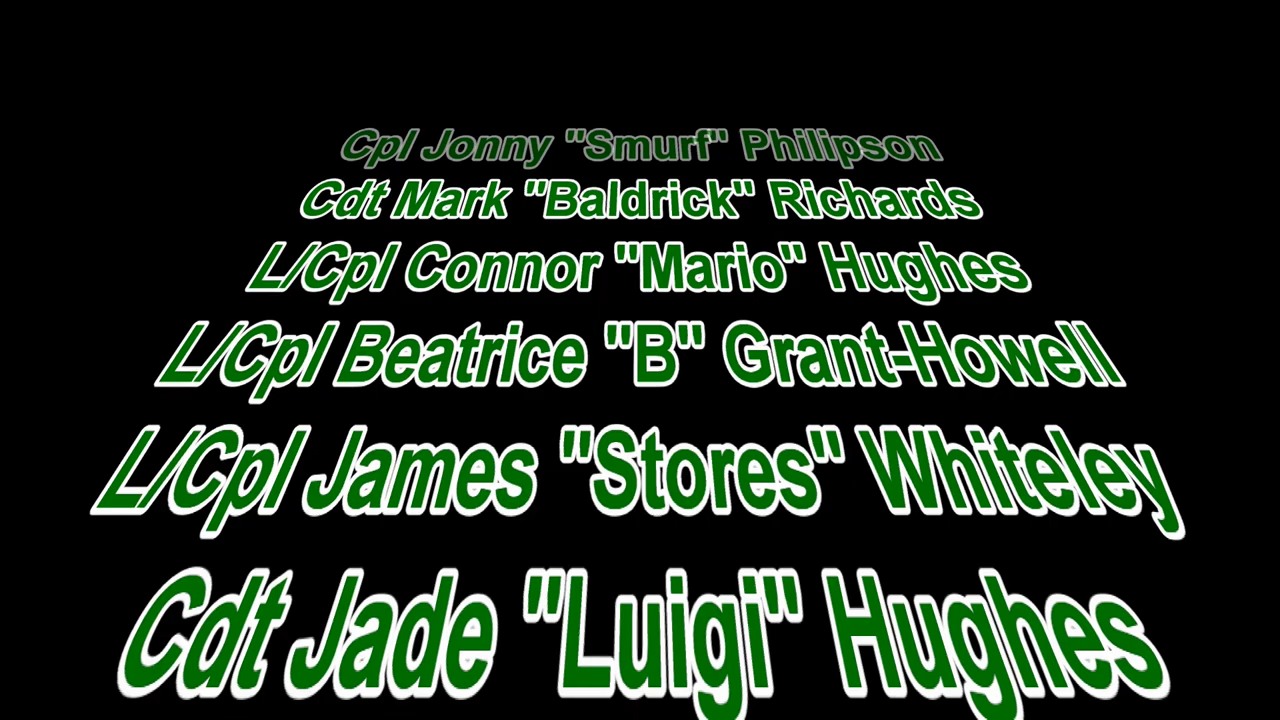 Cpl Jonny "Smurf" Philipson
Cdt Mark "Baldrick" Richards
L/Cpl Connor "Mario" Hughes
L/Cpl Beatrice "B" Grant-Howell
L/Cpl James "Stores" Whiteley
Cdt Jade "Luigi" Hughes